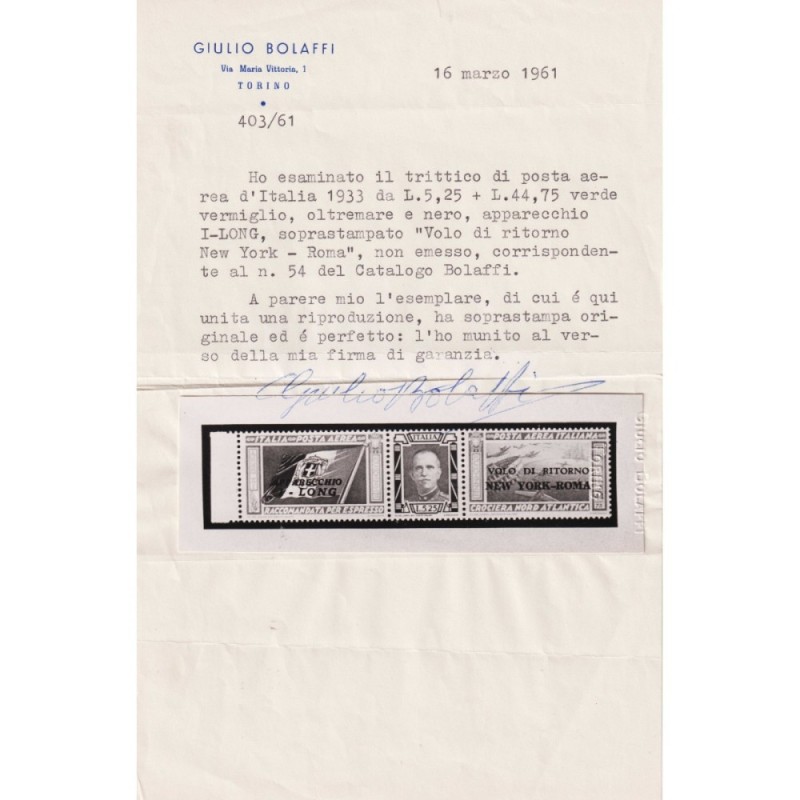 GIULIO BOLAFFI
Via Maria Vittoria, 1
TORINO
16 marzo 1961
403/61
Ho esaminato il trittico di posta ae-
rea d'Italia 1933 da L.5,25 + L.44,75 verde
vermiglio, oltremare e nero, apparecchio
I-LONG, soprastampato "Volo di ritorno
New York - Roma", non emesso, corrisponden-
te al n. 54 del Catalogo Bolaffi.
A parere mio l'esemplare, di cui é qui
unita una riproduzione, ha soprastampa ori-
ginale ed é perfetto: l'ho munito al ver-
so della mia firma di garanzia.
Giulio Bolaffi
ITALIA POSTA AEREA
APPARECCHIO
I-LONG
RACCOMANDATA PER ESPRESSO
ITALIA
L.5,25
POSTA AEREA ITALIANA
VOLO DI RITORNO
NEW YORK-ROMA
CROCIERA NORD ATLANTICA